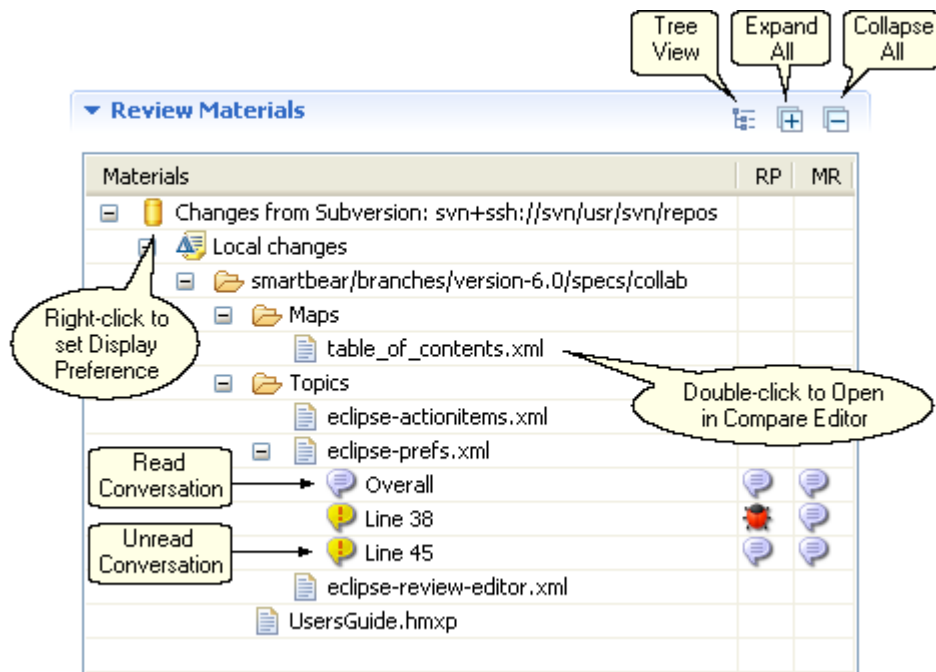 Tree
View
Expand
All
Collapse
All
Review Materials
Materials RP MR
Changes from Subversion: svn+ssh://svn/usr/svn/repos
Local changes
smartbear/branches/version-6.0/specs/collab
Right-click to
set Display
Preference
Maps
table_of_contents.xml
Topics
Double-click to Open
in Compare Editor
eclipse-actionitems.xml
eclipse-prefs.xml
Read
Conversation
Overall
Line 38
Unread
Conversation
Line 45
eclipse-review-editor.xml
UsersGuide.hmxp